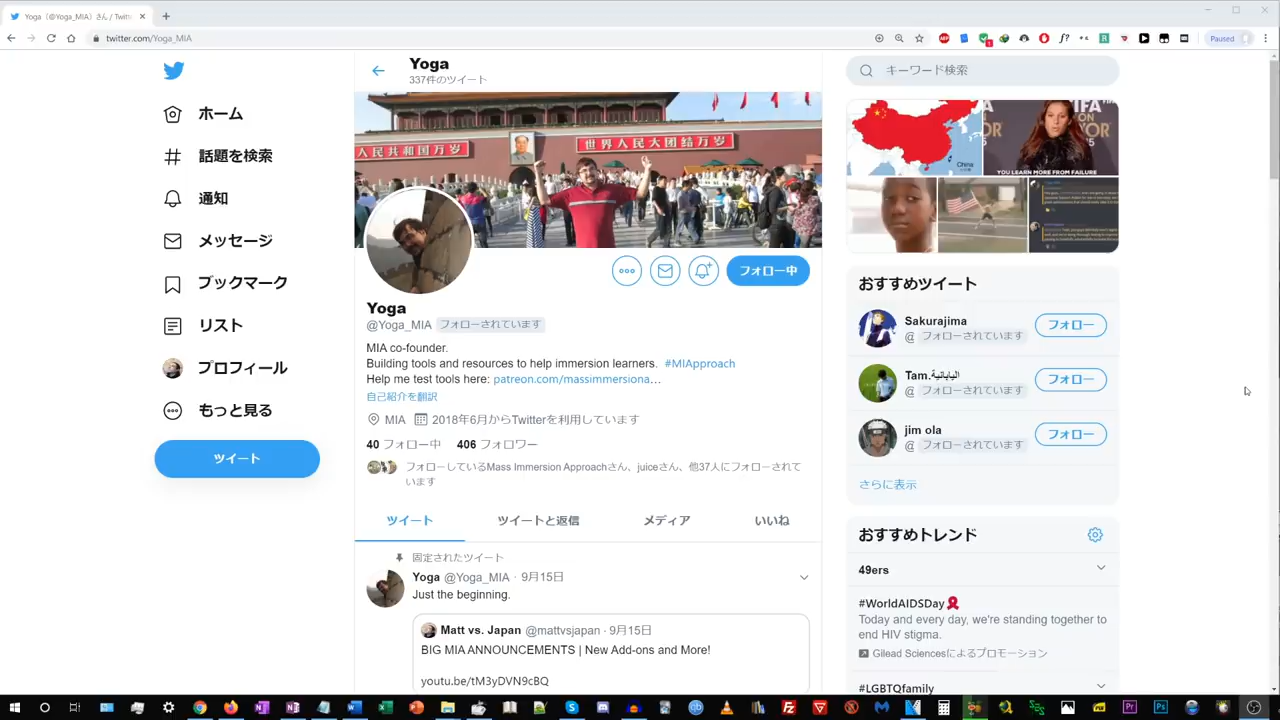 Yoga (@Yoga_MIA) さん / Twitt
twitter.com/Yoga_MIA
Paused
ホーム
話題を検索
通知
メッセージ
ブックマーク
リスト
プロフィール
もっと見る
ツイート
Yoga
337件のツイート
人民共和国万岁
世界人民大团结万岁
フォロー中
Yoga
@Yoga_MIA フォローされています
MIA co-founder.
Building tools and resources to help immersion learners. #MIApproach
Help me test tools here: patreon.com/massimmersiona…
自己紹介を翻訳
MIA 2018年6月からTwitterを利用しています
40 フォロー中 406 フォロワー
フォローしているMass Immersion Approachさん、juiceさん、他37人にフォローされて
います
ツイート ツイートと返信 メディア いいね
固定されたツイート
Yoga @Yoga_MIA · 9月15日
Just the beginning.
Matt vs. Japan @mattvsjapan · 9月15日
BIG MIA ANNOUNCEMENTS | New Add-ons and More!
youtu.be/tM3yDVN9cBQ
キーワード検索
China
YOU LEARN MORE FROM FAILURE
おすすめツイート
Sakurajima
@ フォローされています
フォロー
Tam.اليابانية
@ フォローされています
フォロー
jim ola
@ フォローされています
フォロー
さらに表示
おすすめトレンド
49ers
#WorldAIDSDay
Today and every day, we're standing together to
end HIV stigma.
Gilead Sciencesによるプロモーション
#LGBTQfamily